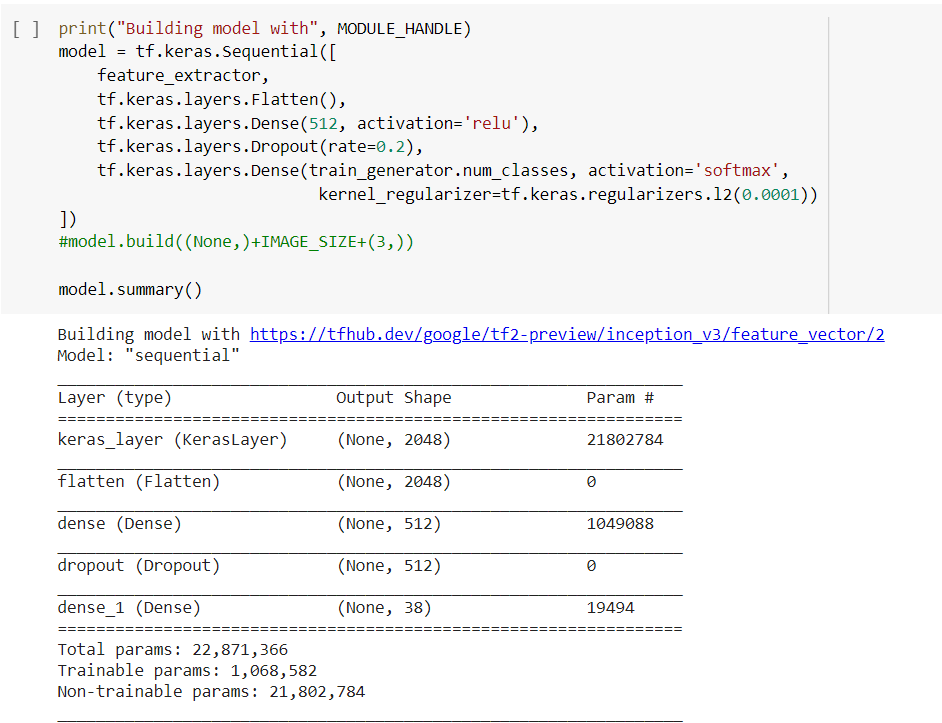 [ ] print("Building model with", MODULE_HANDLE)
model = tf.keras.Sequential([
    feature_extractor,
    tf.keras.layers.Flatten(),
    tf.keras.layers.Dense(512, activation='relu'),
    tf.keras.layers.Dropout(rate=0.2),
    tf.keras.layers.Dense(train_generator.num_classes, activation='softmax',
                           kernel_regularizer=tf.keras.regularizers.l2(0.0001))
])
#model.build((None,)+IMAGE_SIZE+(3,))
model.summary()
Building model with https://tfhub.dev/google/tf2-preview/inception_v3/feature_vector/2
Model: "sequential"
_________________________________________________________________
Layer (type)                 Output Shape              Param #
=================================================================
keras_layer (KerasLayer)     (None, 2048)              21802784
_________________________________________________________________
flatten (Flatten)            (None, 2048)              0
_________________________________________________________________
dense (Dense)                (None, 512)               1049088
_________________________________________________________________
dropout (Dropout)            (None, 512)               0
_________________________________________________________________
dense_1 (Dense)              (None, 38)                19494
=================================================================
Total params: 22,871,366
Trainable params: 1,068,582
Non-trainable params: 21,802,784
_________________________________________________________________